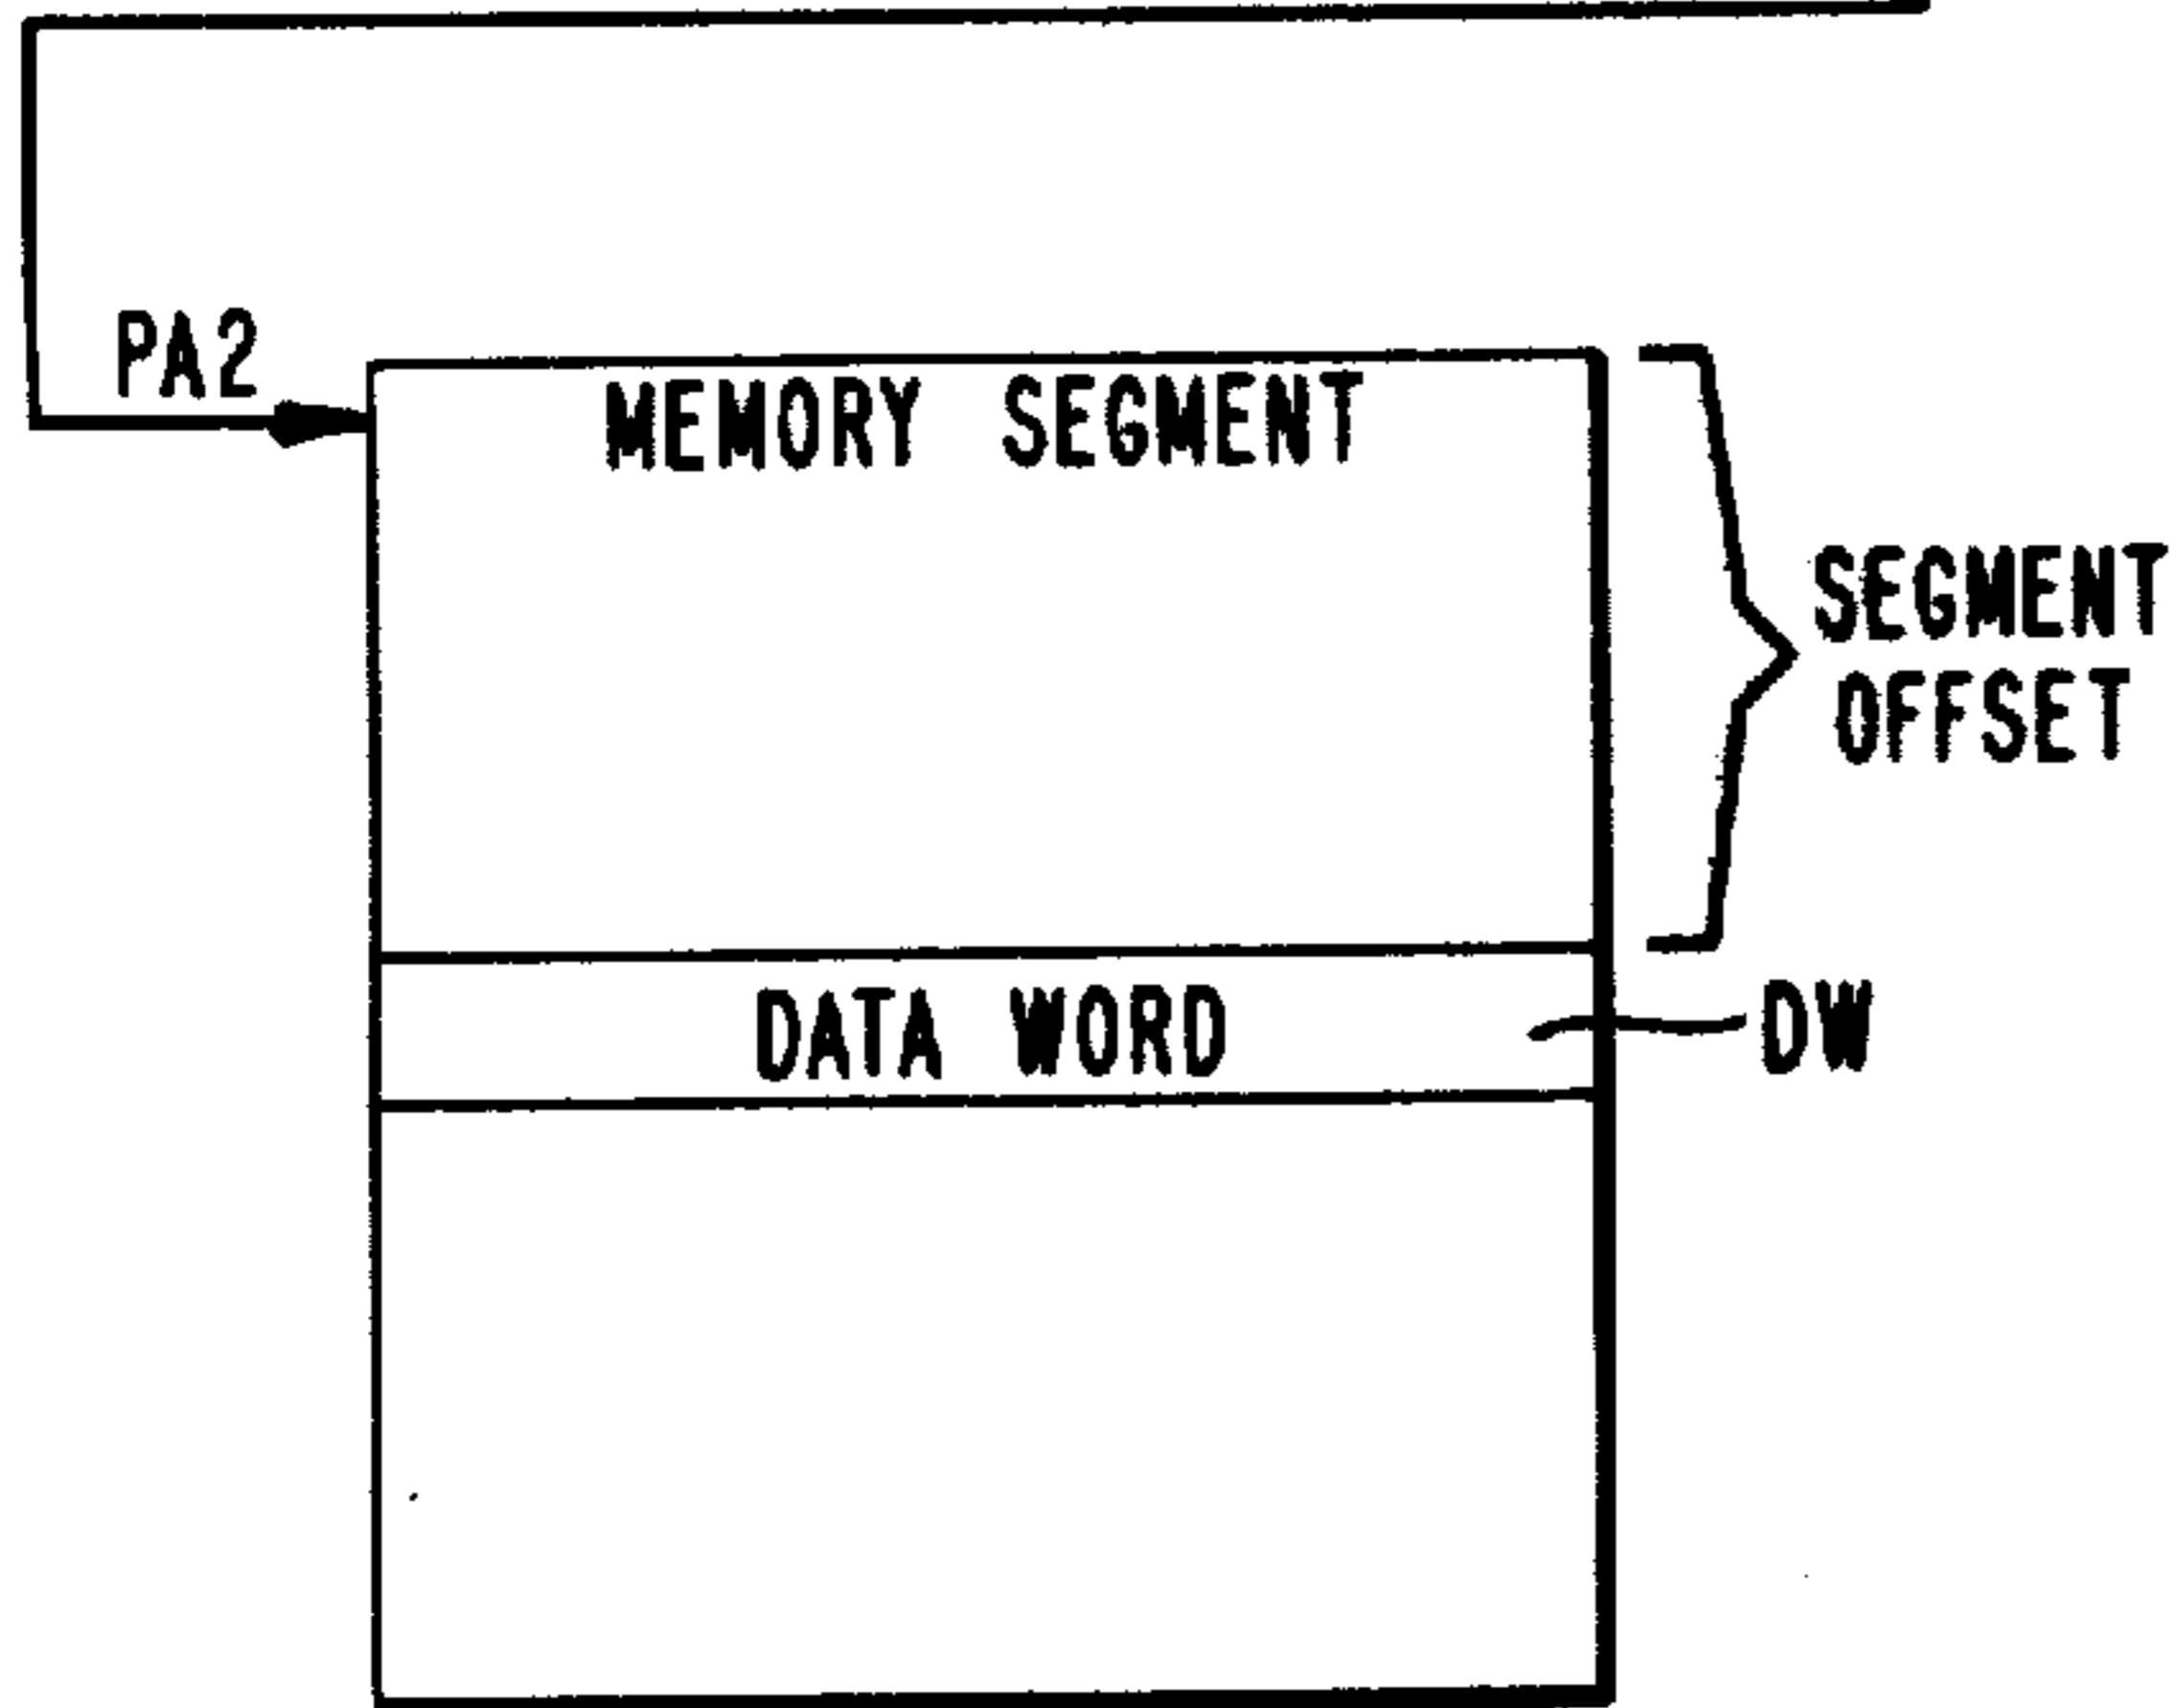 PA2
MEMORY SEGMENT
SEGMENT
OFFSET
DATA WORD
DW